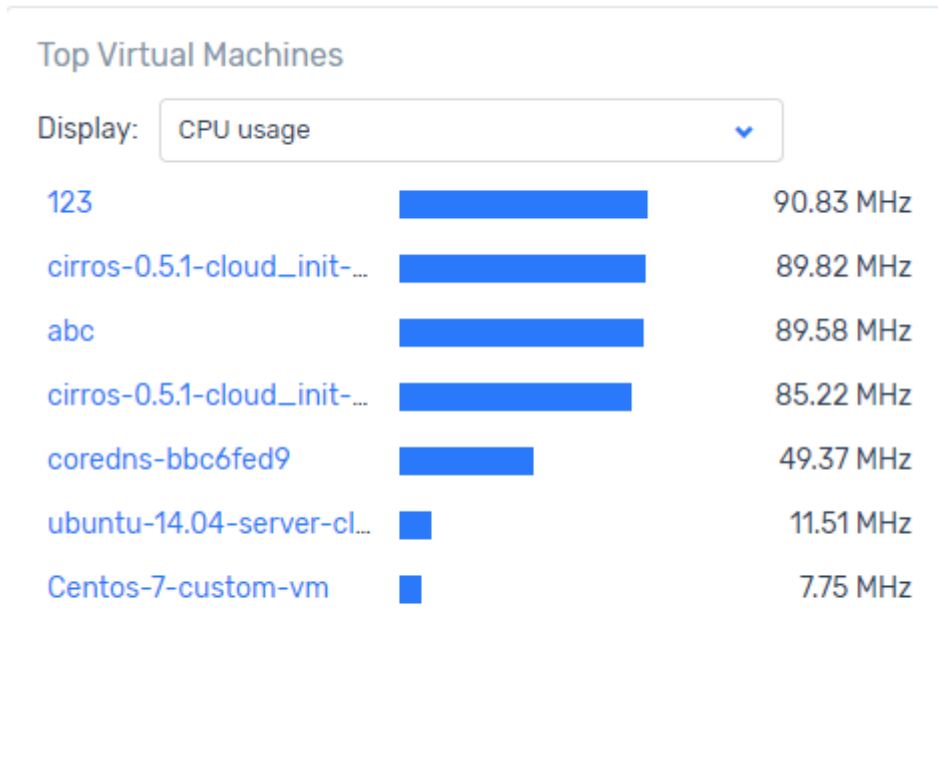 Top Virtual Machines
Display: CPU usage
123 90.83 MHz
cirros-0.5.1-cloud_init-... 89.82 MHz
abc 89.58 MHz
cirros-0.5.1-cloud_init-... 85.22 MHz
coredns-bbc6fed9 49.37 MHz
ubuntu-14.04-server-cl... 11.51 MHz
Centos-7-custom-vm 7.75 MHz